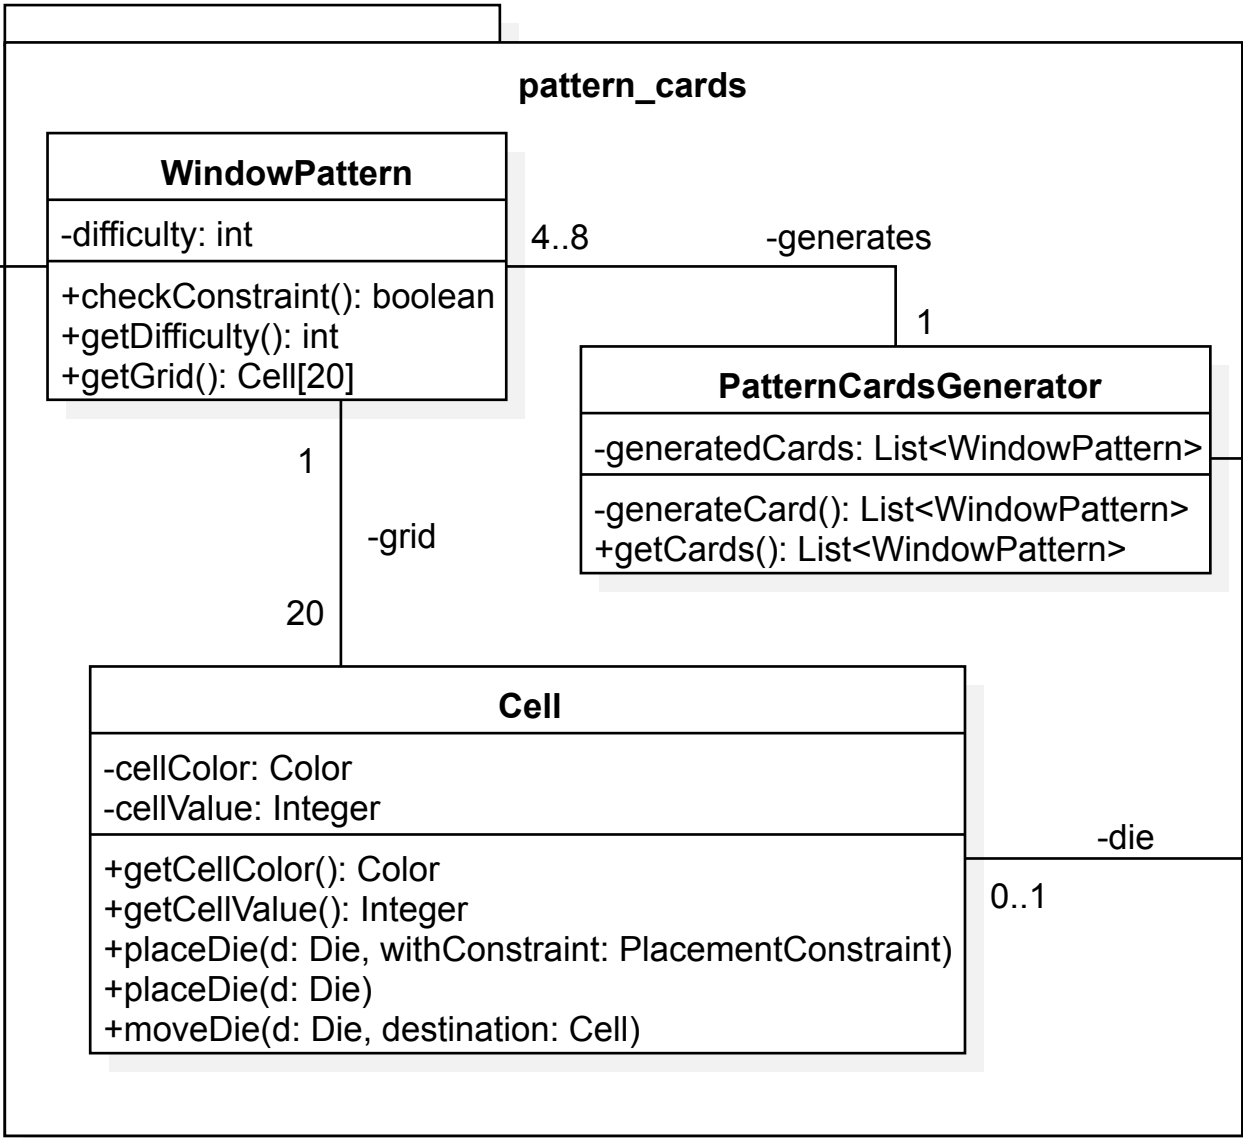 pattern_cards
WindowPattern
-difficulty: int
+checkConstraint(): boolean
+getDifficulty(): int
+getGrid(): Cell[20]
4..8
-generates
1
PatternCardsGenerator
-generatedCards: List<WindowPattern>
-generateCard(): List<WindowPattern>
+getCards(): List<WindowPattern>
1
-grid
20
Cell
-cellColor: Color
-cellValue: Integer
+getCellColor(): Color
+getCellValue(): Integer
+placeDie(d: Die, withConstraint: PlacementConstraint)
+placeDie(d: Die)
+moveDie(d: Die, destination: Cell)
-die
0..1